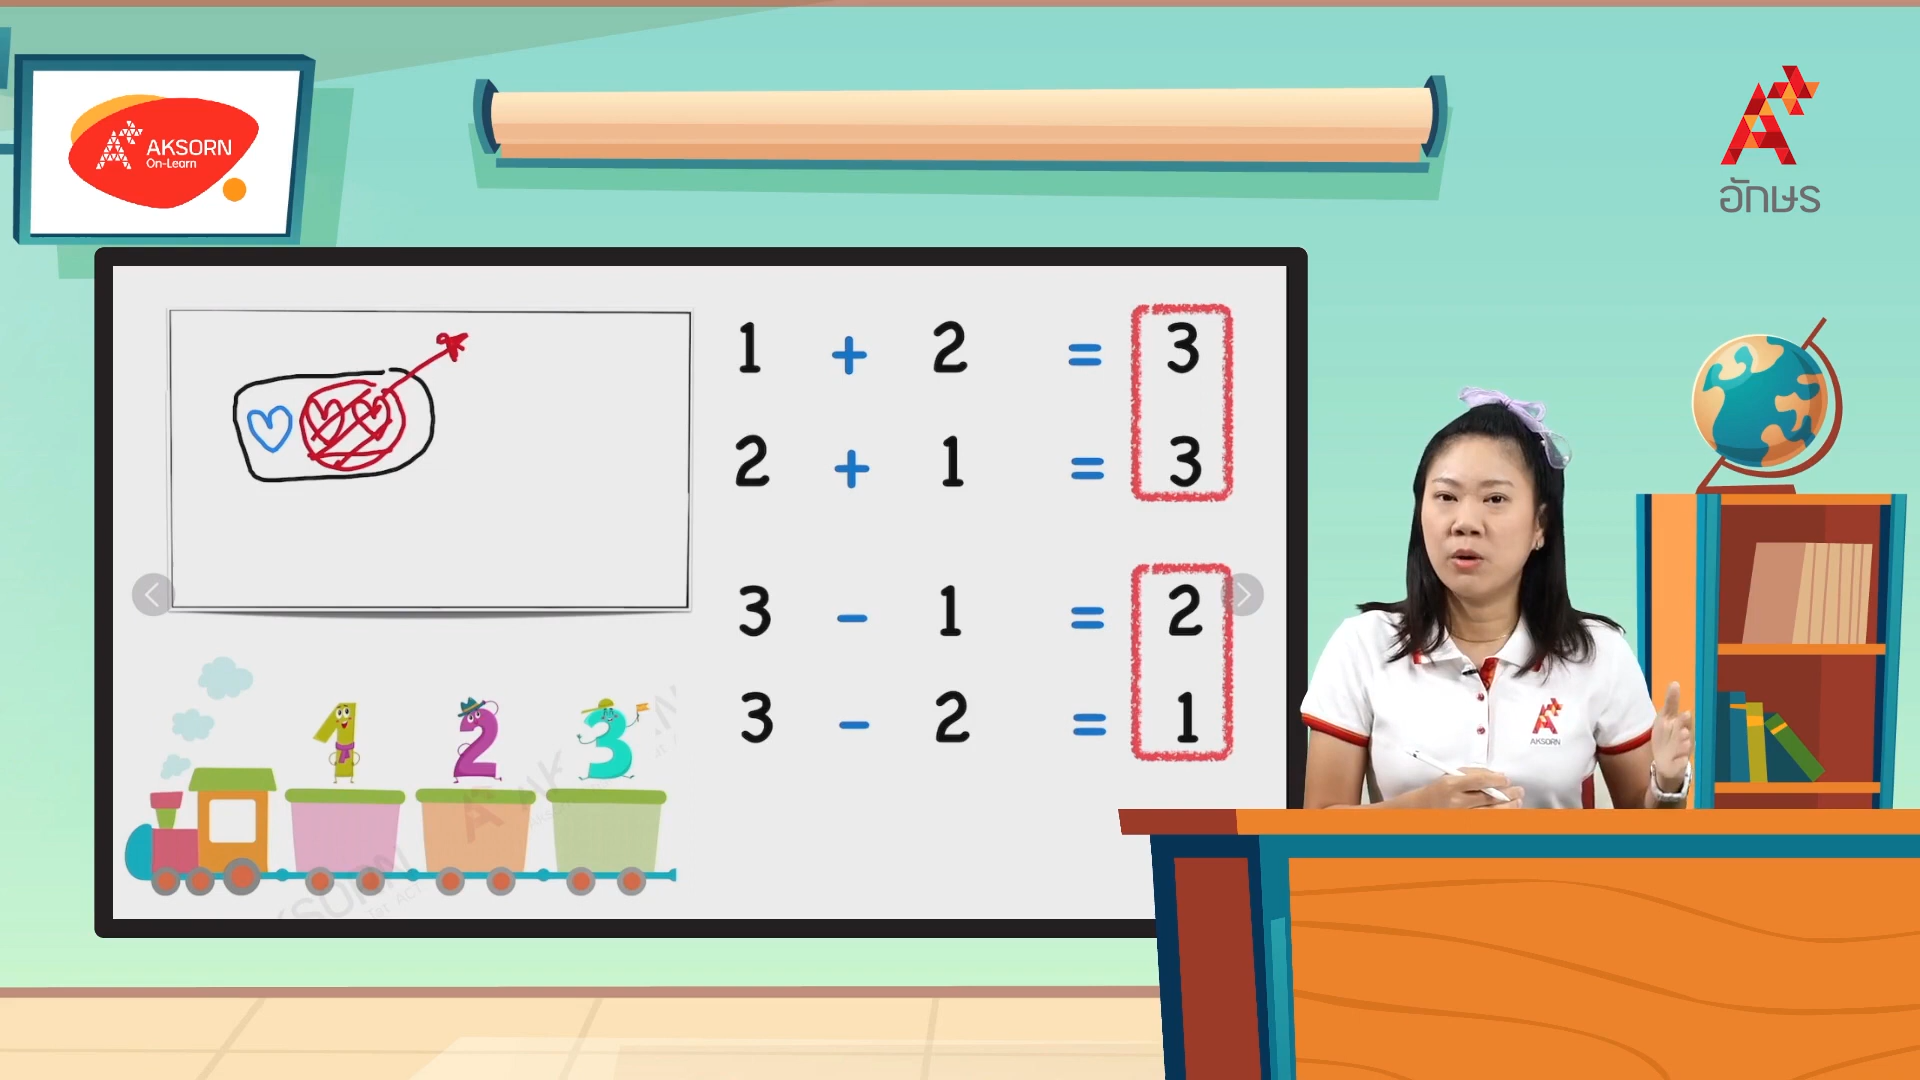 AKSORN
On-Learn
อักษร
1 + 2 = 3
2 + 1 = 3
3 - 1 = 2
3 - 2 = 1
1 2 3
AKSORN